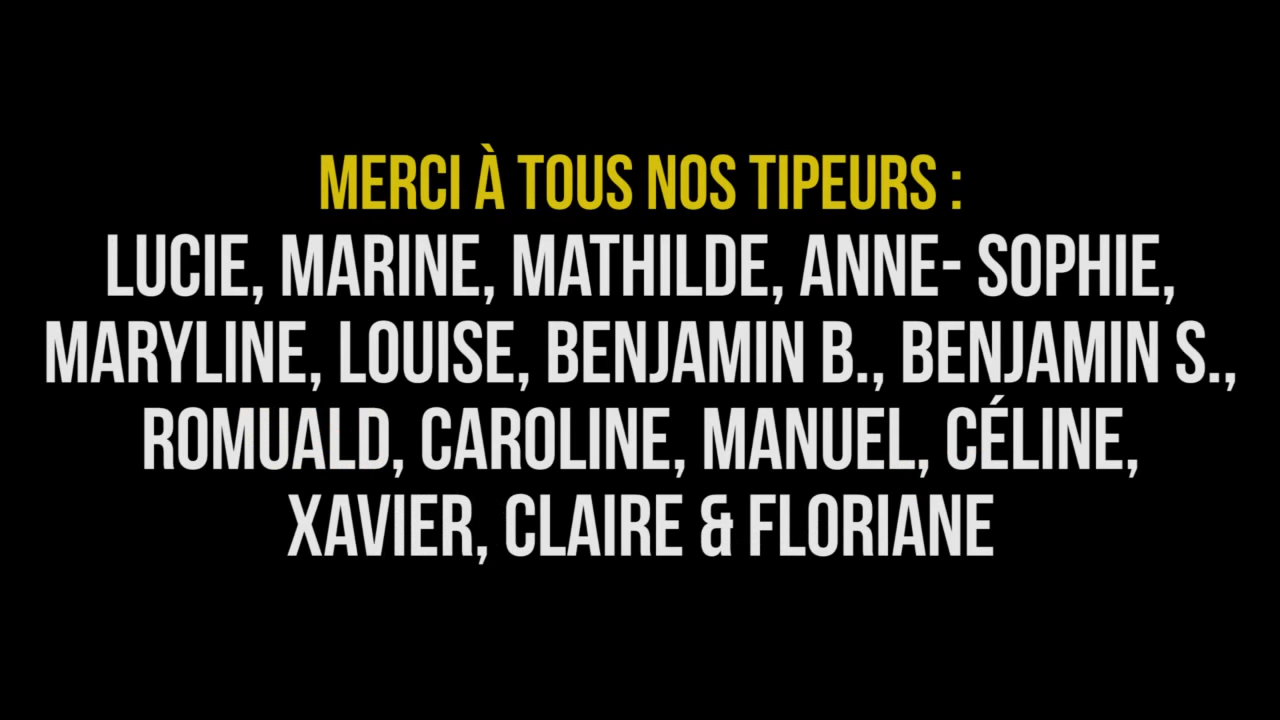 MERCI À TOUS NOS TIPEURS :
LUCIE, MARINE, MATHILDE, ANNE- SOPHIE,
MARYLINE, LOUISE, BENJAMIN B., BENJAMIN S.,
ROMUALD, CAROLINE, MANUEL, CÉLINE,
XAVIER, CLAIRE & FLORIANE